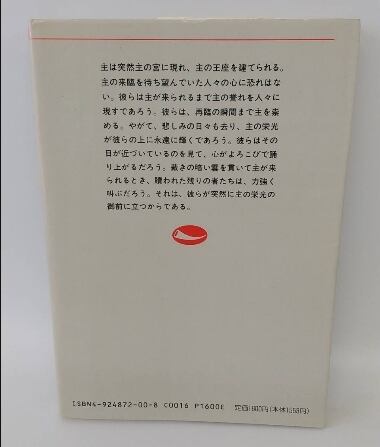 主は突然主の宮に現れ、主の王座を建てられる。
主の来臨を待ち望んでいた人々の心に恐れはな
い。彼らは主が来られるまで主の誉れを人々に
現すであろう。彼らは、再臨の瞬間まで主を崇
める。やがて、悲しみの日々も去り、主の栄光
が彼らの上に永遠に輝くであろう。彼らはその
日が近づいているのを見て、心がよろこびで踊
り上がるだろう。裁きの暗い雲を貫いて主が来
られるとき、贖われた残りの者たちは、力強く
叫ぶだろう。それは、彼らが突然に主の栄光の
御前に立つからである。
ISBN4-924872-00-8 C0016 P1600E 定価1600円(本体1553円)